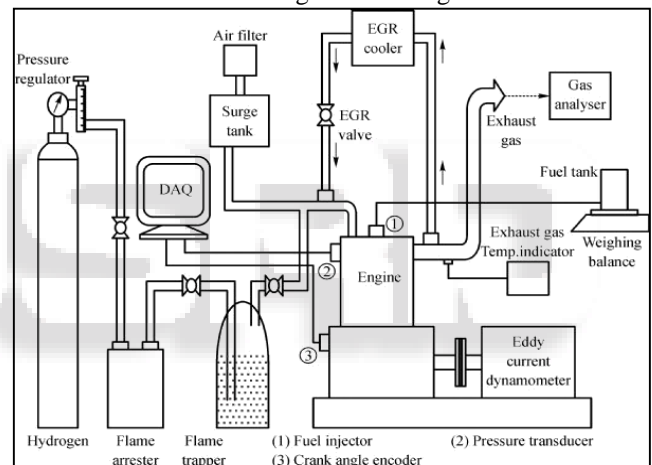 Air filter
EGR
cooler
Pressure
regulator
Surge
tank
EGR
valve
Gas
analyser
Exhaust
gas
DAQ
Fuel tank
①
Exhaust gas
Temp.indicator
Weighing
balance
②
Engine
③
Eddy
current
dynamometer
Hydrogen
Flame
arrester
Flame
trapper
(1) Fuel injector
(2) Pressure transducer
(3) Crank angle encoder